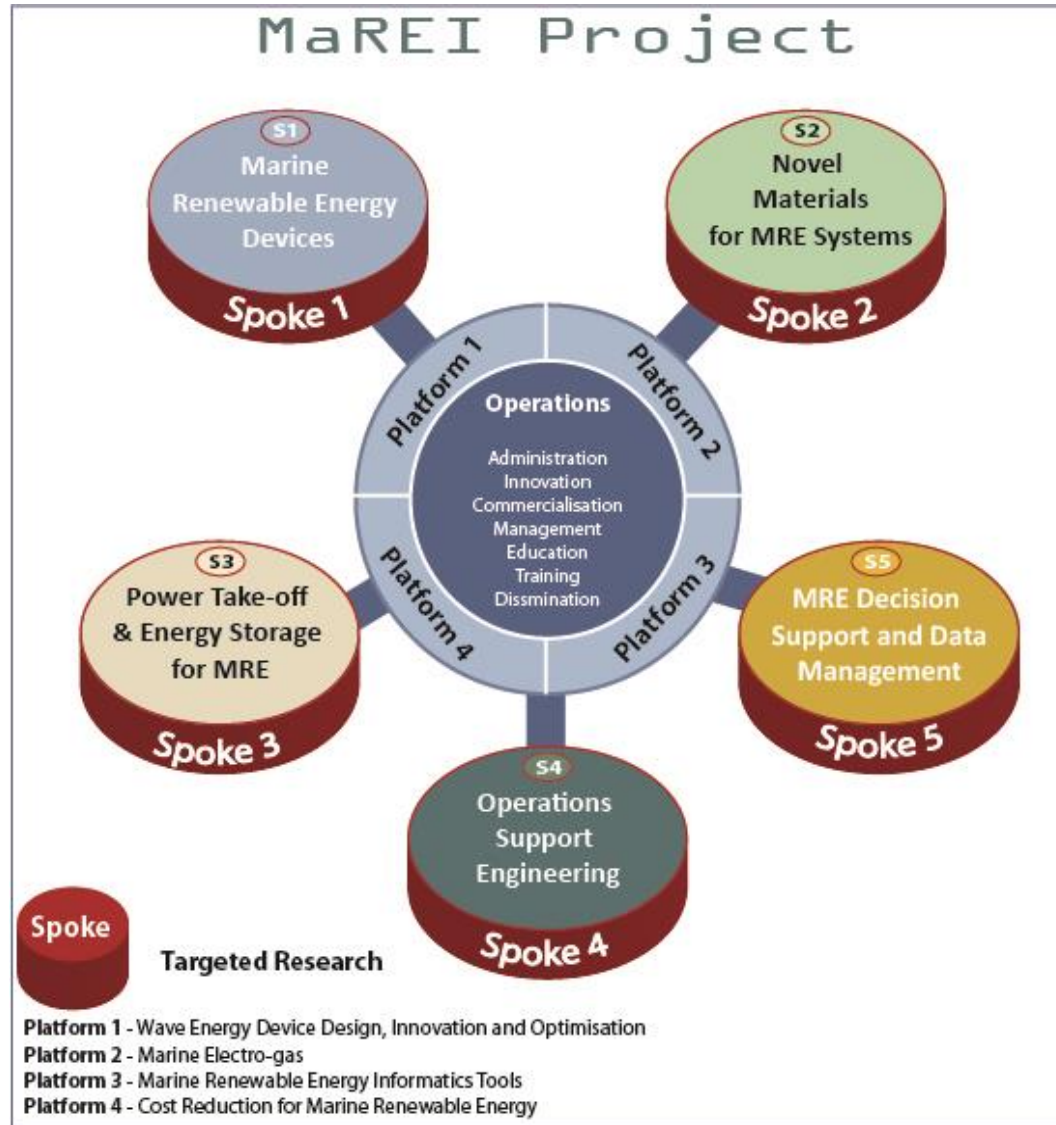 MaREI Project
S1
Marine
Renewable Energy
Devices
Spoke 1
S2
Novel
Materials
for MRE Systems
Spoke 2
Platform 1
Platform 2
Operations
Administration
Innovation
Commercialisation
Management
Education
Training
Dissmination
Platform 3
Platform 4
S3
Power Take-off
& Energy Storage
for MRE
Spoke 3
S5
MRE Decision
Support and Data
Management
Spoke 5
S4
Operations
Support
Engineering
Spoke 4
Spoke
Targeted Research
Platform 1 - Wave Energy Device Design, Innovation and Optimisation
Platform 2 - Marine Electro-gas
Platform 3 - Marine Renewable Energy Informatics Tools
Platform 4 - Cost Reduction for Marine Renewable Energy